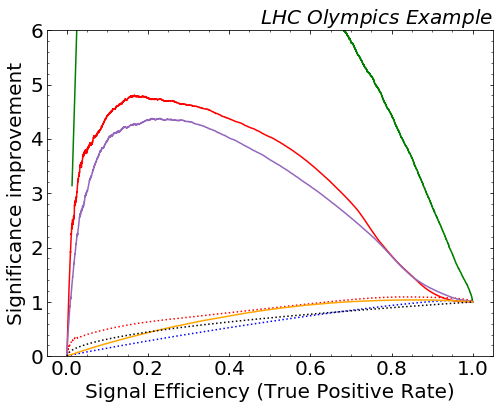 LHC Olympics Example
Significance improvement
6
5
4
3
2
1
0
0.0 0.2 0.4 0.6 0.8 1.0
Signal Efficiency (True Positive Rate)